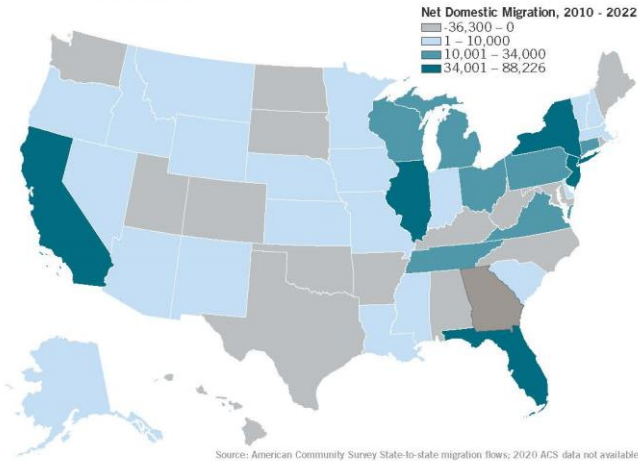 Net Domestic Migration, 2010 - 2022
-36,300 – 0
1 – 10,000
10,001 – 34,000
34,001 – 88,226
Source: American Community Survey State-to-state migration flows; 2020 ACS data not available